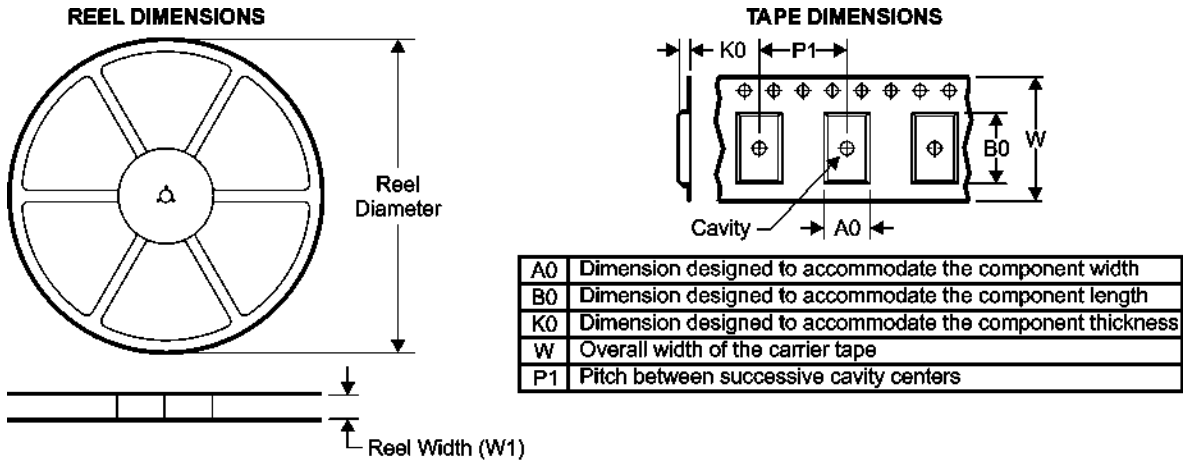 REEL DIMENSIONS
Reel
Diameter
Reel Width (W1)
TAPE DIMENSIONS
K0
P1
B0
W
Cavity
A0
A0 Dimension designed to accommodate the component width
B0 Dimension designed to accommodate the component length
K0 Dimension designed to accommodate the component thickness
W Overall width of the carrier tape
P1 Pitch between successive cavity centers